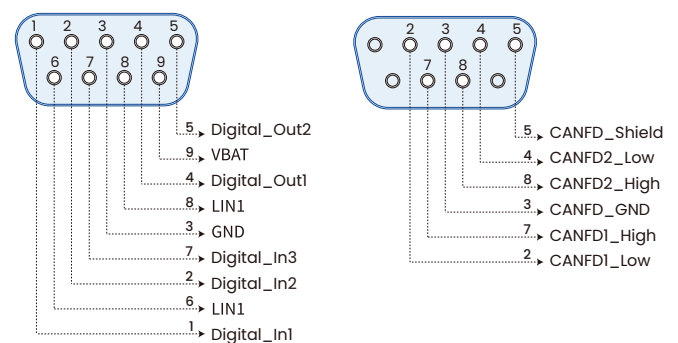 1 2 3 4 5
6 7 8 9
5 Digital_Out2
9 VBAT
4 Digital_Out1
8 LIN1
3 GND
7 Digital_In3
2 Digital_In2
6 LIN1
1 Digital_In1
2 3 4 5
7 8
5 CANFD_Shield
4 CANFD2_Low
8 CANFD2_High
3 CANFD_GND
7 CANFD1_High
2 CANFD1_Low